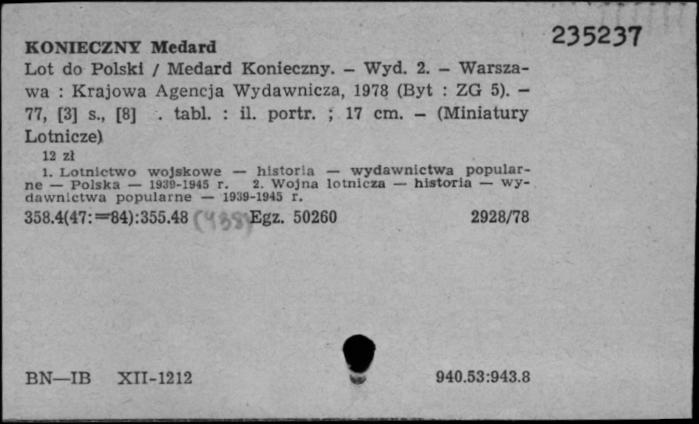 235237
KONIECZNY Medard
Lot do Polski / Medard Konieczny. — Wyd. 2. — Warsza-
wa : Krajowa Agencja Wydawnicza, 1978 (Byt : ZG 5). —
77, [3] s., [8] . tabl. : il. portr. ; 17 cm. — (Miniatury
Lotnicze)
12 zł
1. Lotnictwo wojskowe — historia — wydawnictwa popular-
ne — Polska — 1939-1945 r. 2. Wojna lotnicza — historia — wy-
dawnictwa popularne — 1939-1945 r.
358.4(47:=84):355.48 (438) Egz. 50260 2928/78
BN—IB XII-1212 940.53:943.8